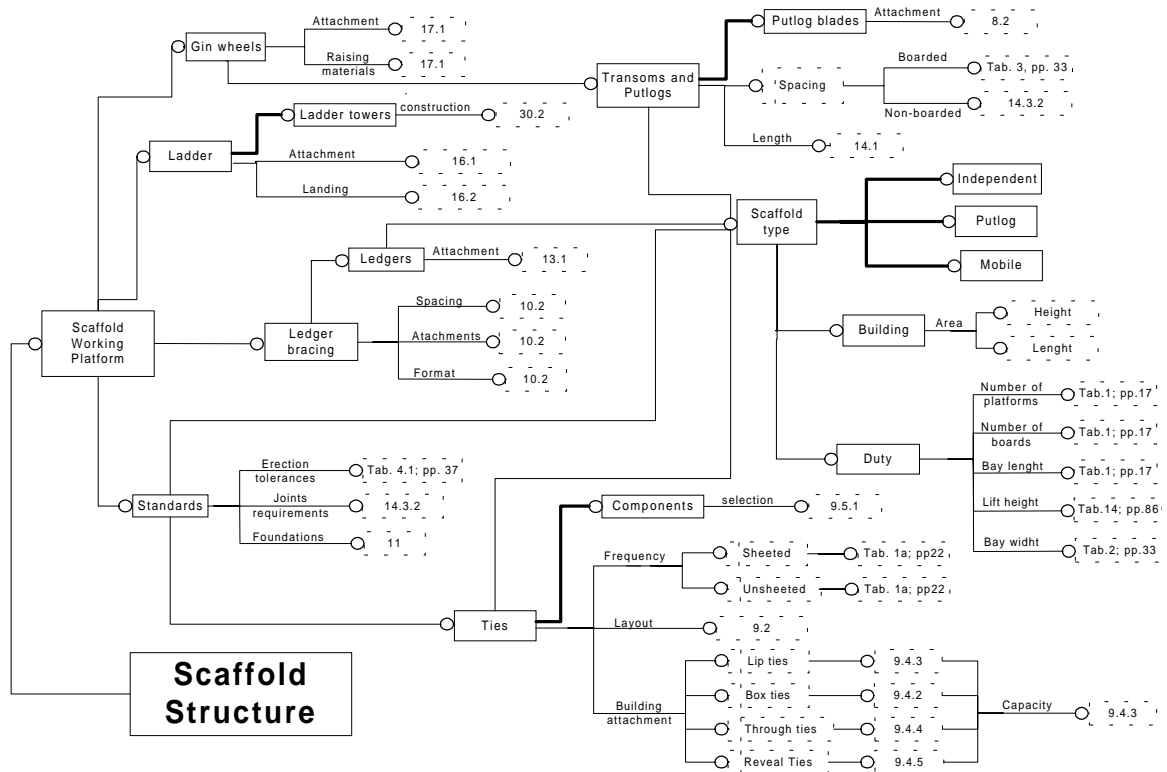 Attachment
17.1
Gin wheels
Raising
materials
17.1
Putlog blades
Attachment
8.2
Transoms and
Putlogs
Spacing
Boarded
Tab. 3, pp. 33
Non-boarded
14.3.2
Length
14.1
Ladder towers
construction
30.2
Ladder
Attachment
16.1
Landing
16.2
Scaffold
type
Independent
Putlog
Mobile
Ledgers
Attachment
13.1
Scaffold
Working
Platform
Ledger
bracing
Spacing
10.2
Atachments
10.2
Format
10.2
Building
Area
Height
Lenght
Duty
Number of
platforms
Tab.1; pp.17
Number of
boards
Tab.1; pp.17
Bay lenght
Tab.1; pp.17
Lift height
Tab.14; pp.86
Bay widht
Tab.2; pp.33
Standards
Erection
tolerances
Tab. 4.1; pp. 37
Joints
requirements
14.3.2
Foundations
11
Components
selection
9.5.1
Ties
Frequency
Sheeted
Tab. 1a; pp22
Unsheeted
Tab. 1a; pp22
Layout
9.2
Building
attachment
Lip ties
9.4.3
Box ties
9.4.2
Through ties
9.4.4
Reveal Ties
9.4.5
Capacity
9.4.3
Scaffold
Structure